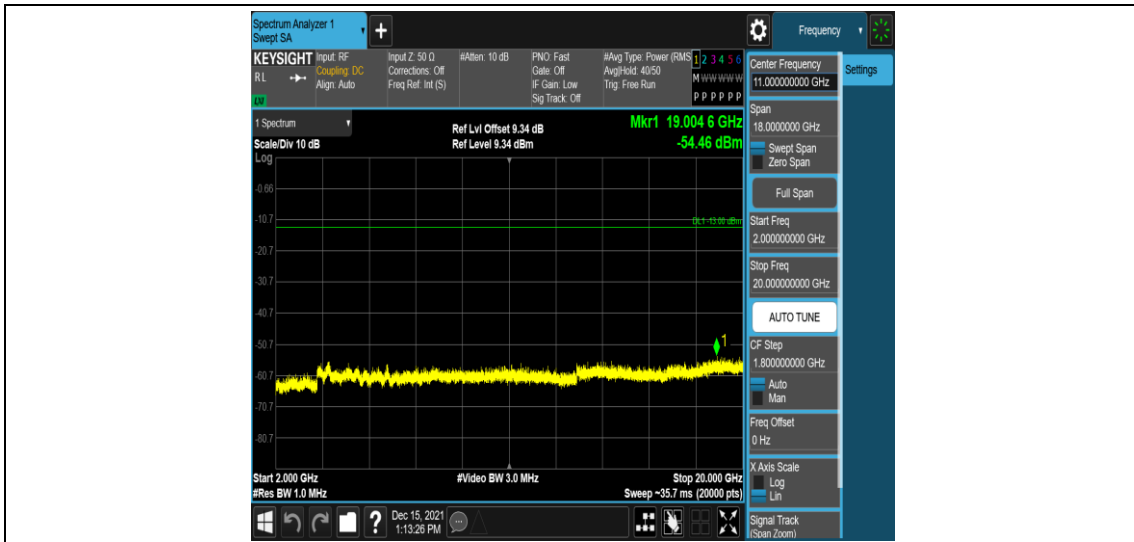 Spectrum Analyzer 1
Swept SA
+
Frequency
KEYSIGHT
RL
LXI
Input: RF
Coupling: DC
Align: Auto
Input Z: 50 Ω
Corrections: Off
Freq Ref: Int (S)
#Atten: 10 dB
PNO: Fast
Gate: Off
IF Gain: Low
Sig Track: Off
#Avg Type: Power (RMS
Avg|Hold: 40/50
Trig: Free Run
1 2 3 4 5 6
M W W W W W
P P P P P P
Center Frequency
11.000000000 GHz
Settings
Span
18.0000000 GHz
Swept Span
Zero Span
Full Span
Start Freq
2.000000000 GHz
Stop Freq
20.000000000 GHz
AUTO TUNE
CF Step
1.800000000 GHz
Auto
Man
Freq Offset
0 Hz
X Axis Scale
Log
Lin
Signal Track
(Span Zoom)
1 Spectrum
Scale/Div 10 dB
Log
Ref Lvl Offset 9.34 dB
Ref Level 9.34 dBm
Mkr1 19.004 6 GHz
-54.46 dBm
-0.66
-10.7
DL1 -13.00 dBm
-20.7
-30.7
-40.7
-50.7
1
-60.7
-70.7
-80.7
Start 2.000 GHz
#Res BW 1.0 MHz
#Video BW 3.0 MHz
Stop 20.000 GHz
Sweep ~35.7 ms (20000 pts)
?
Dec 15, 2021
1:13:26 PM